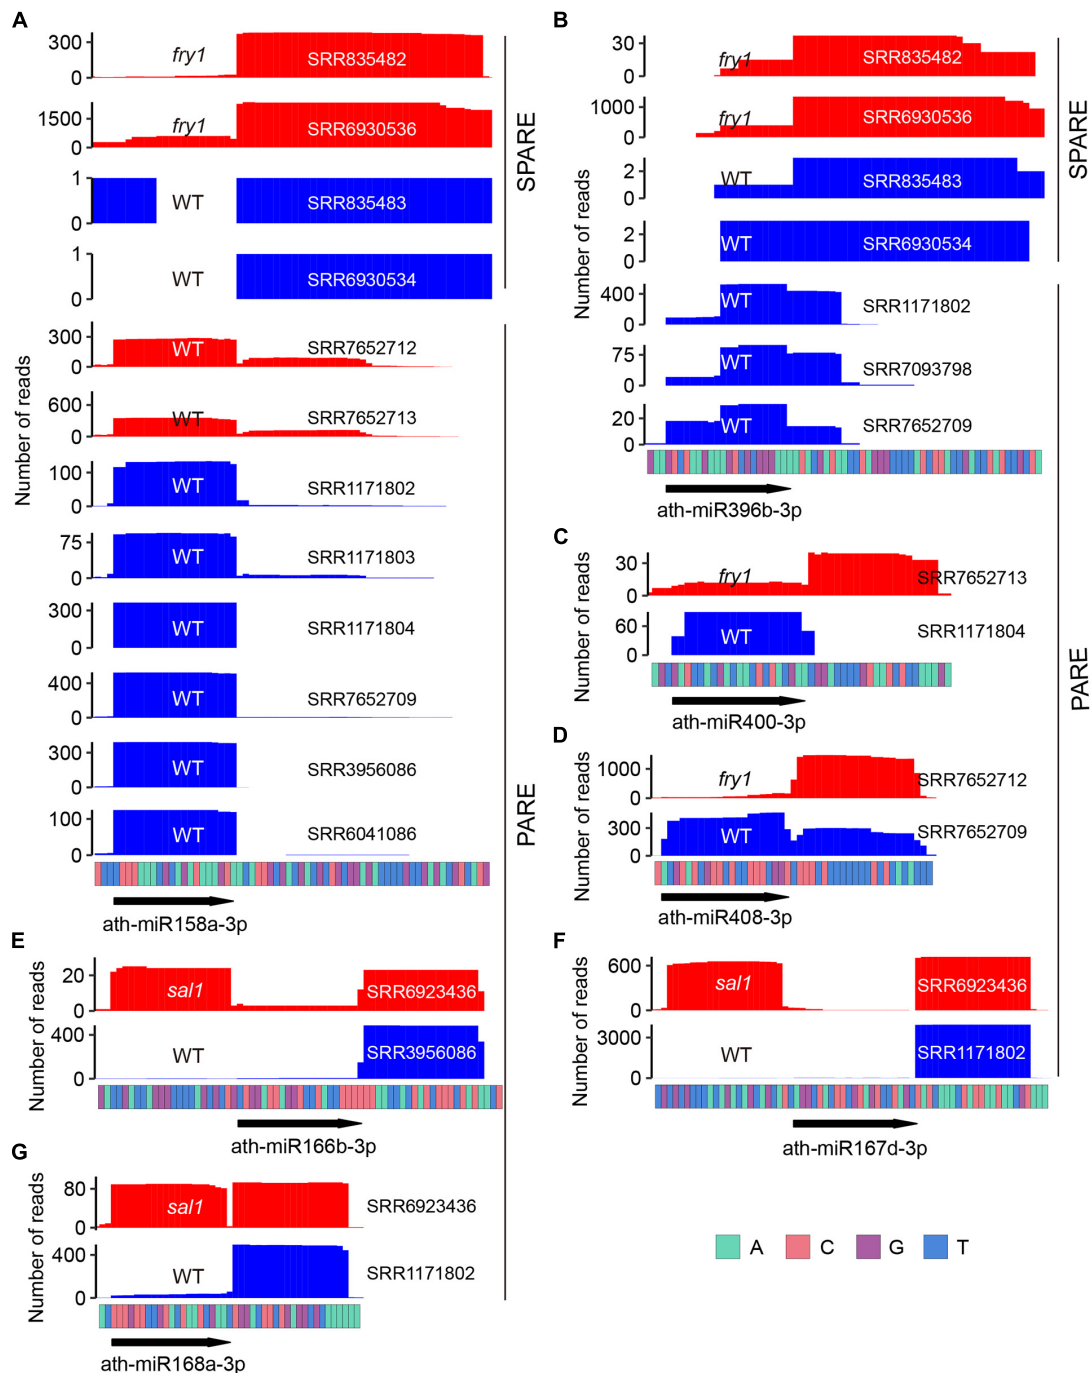 A
300
0
fry1
SRR835482
1500
0
fry1
SRR6930536
1
0
WT
SRR835483
1
0
WT
SRR6930534
SPARE
300
0
WT
SRR7652712
600
0
WT
SRR7652713
100
0
WT
SRR1171802
75
0
WT
SRR1171803
300
0
WT
SRR1171804
400
0
WT
SRR7652709
300
0
WT
SRR3956086
100
0
WT
SRR6041086
Number of reads
PARE
ath-miR158a-3p
B
30
0
fry1
SRR835482
1000
0
fry1
SRR6930536
2
0
WT
SRR835483
2
0
WT
SRR6930534
SPARE
400
0
WT
SRR1171802
75
0
WT
SRR7093798
20
0
WT
SRR7652709
Number of reads
ath-miR396b-3p
C
30
0
fry1
SRR7652713
60
0
WT
SRR1171804
Number of reads
ath-miR400-3p
PARE
D
1000
0
fry1
SRR7652712
300
0
WT
SRR7652709
Number of reads
ath-miR408-3p
E
20
0
sal1
SRR6923436
400
0
WT
SRR3956086
Number of reads
ath-miR166b-3p
F
600
0
sal1
SRR6923436
3000
0
WT
SRR1171802
Number of reads
ath-miR167d-3p
G
80
0
sal1
SRR6923436
400
0
WT
SRR1171802
Number of reads
ath-miR168a-3p
A C G T